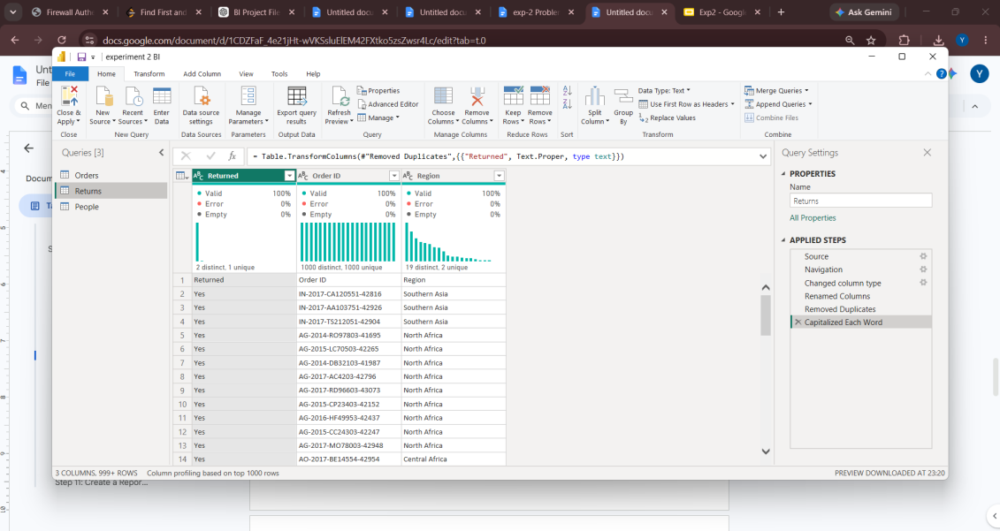 Firewall Auth
Find First and
BI Project File
Untitled docu
Untitled docu
exp-2 Proble
Untitled docu
Exp2 - Google
Ask Gemini
docs.google.com/document/d/1CDZFaF_4e21jHt-wVKSsluElEM42FXtko5zsZwsr4Lc/edit?tab=t.0
Y
Unt
File
Y
Men
Docum
experiment 2 BI
File Home Transform Add Column View Tools Help
Close & Apply
New Source
Recent Sources
Enter Data
Data source settings
Manage Parameters
Export query results
Refresh Preview
Properties
Advanced Editor
Manage
Choose Columns
Remove Columns
Keep Rows
Remove Rows
Split Column
Group By
Data Type: Text
Use First Row as Headers
Replace Values
Merge Queries
Append Queries
Combine Files
Close New Query Data Sources Parameters Output Data Query Manage Columns Reduce Rows Sort Transform Combine
Queries [3]
Orders
Returns
People
= Table.TransformColumns(#"Removed Duplicates",{{"Returned", Text.Proper, type text}})
Returned Order ID Region
Valid 100% Valid 100% Valid 100%
Error 0% Error 0% Error 0%
Empty 0% Empty 0% Empty 0%
2 distinct, 1 unique 1000 distinct, 1000 unique 19 distinct, 2 unique
1 Returned Order ID Region
2 Yes IN-2017-CA120551-42816 Southern Asia
3 Yes IN-2017-AA103751-42926 Southern Asia
4 Yes IN-2017-TS212051-42904 Southern Asia
5 Yes AG-2014-RO97803-41695 North Africa
6 Yes AG-2015-LC70503-42265 North Africa
7 Yes AG-2014-DB32103-41987 North Africa
8 Yes AG-2017-AC4203-42796 North Africa
9 Yes AG-2017-RD96603-43073 North Africa
10 Yes AG-2015-CP23403-42152 North Africa
11 Yes AG-2016-HF49953-42437 North Africa
12 Yes AG-2015-CC24303-42247 North Africa
13 Yes AG-2017-MO78003-42948 North Africa
14 Yes AO-2017-BE14554-42954 Central Africa
Query Settings
PROPERTIES
Name
Returns
All Properties
APPLIED STEPS
Source
Navigation
Changed column type
Renamed Columns
Removed Duplicates
Capitalized Each Word
3 COLUMNS, 999+ ROWS Column profiling based on top 1000 rows
PREVIEW DOWNLOADED AT 23:20
Step 11: Create a Repor...